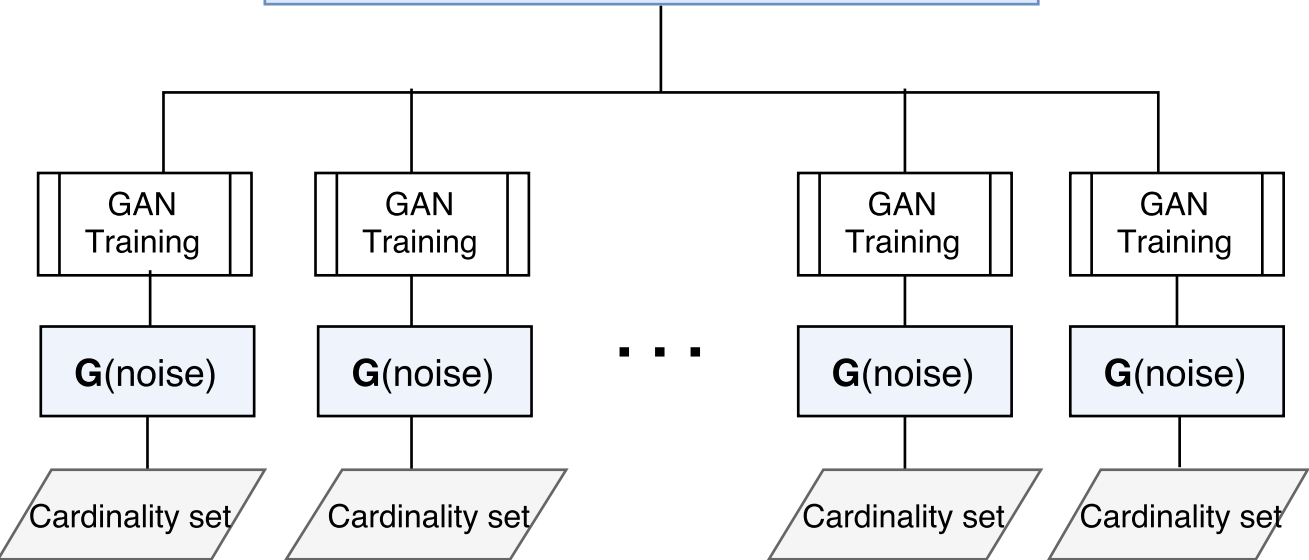 GAN
Training
GAN
Training
GAN
Training
GAN
Training
G(noise)
G(noise)
. . .
G(noise)
G(noise)
Cardinality set
Cardinality set
Cardinality set
Cardinality set